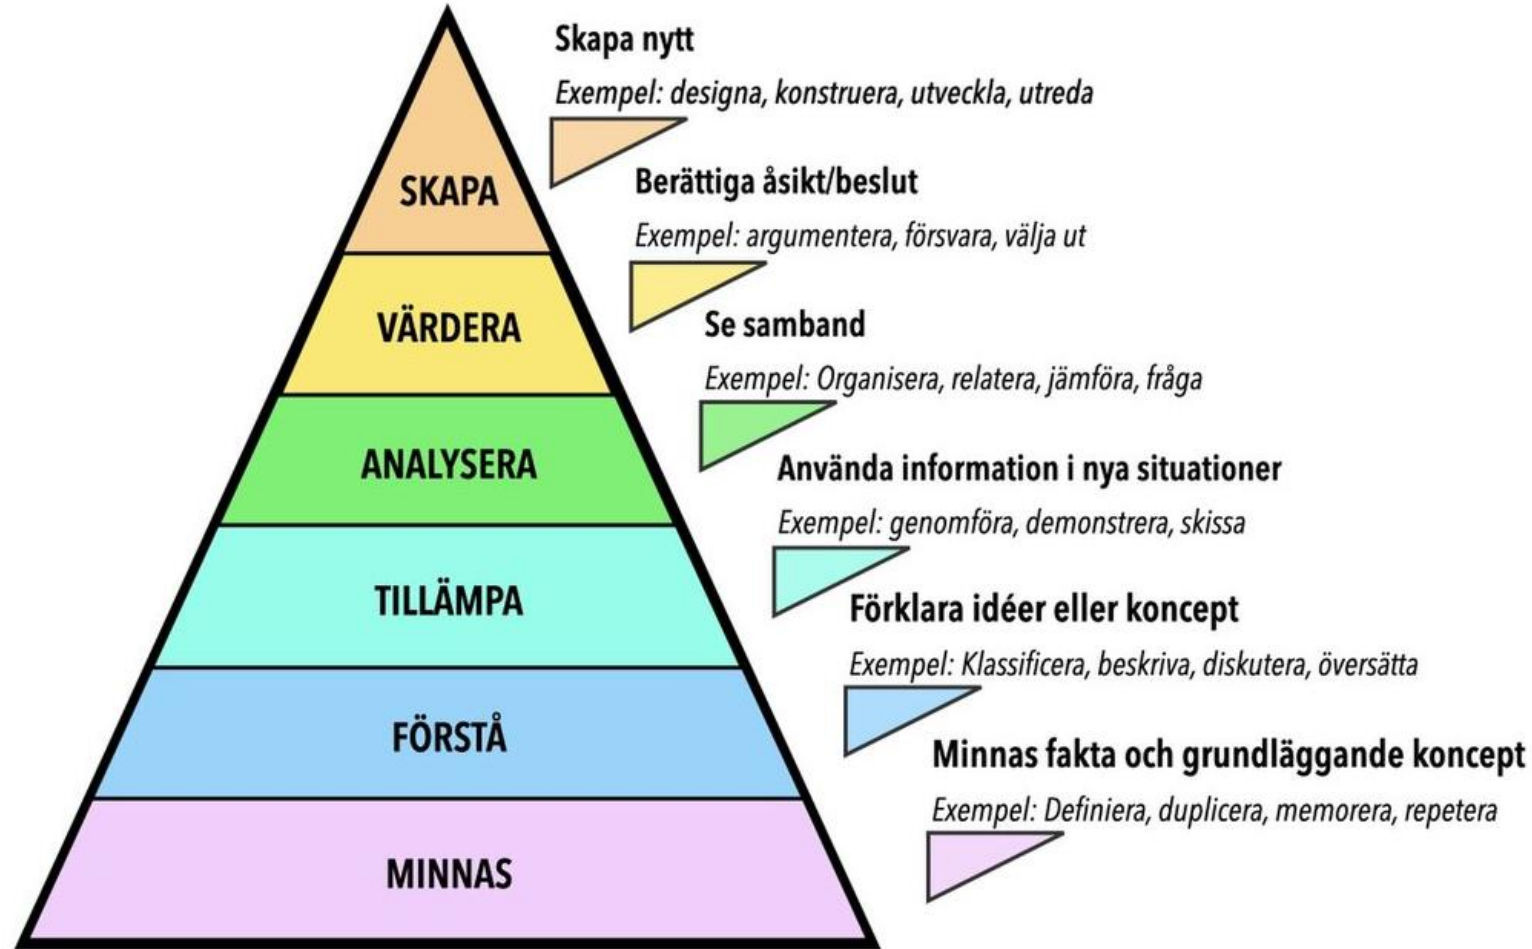 Skapa nytt
Exempel: designa, konstruera, utveckla, utreda
SKAPA
Berättiga åsikt/beslut
Exempel: argumentera, försvara, välja ut
VÄRDERA
Se samband
Exempel: Organisera, relatera, jämföra, fråga
ANALYSERA
Använda information i nya situationer
Exempel: genomföra, demonstrera, skissa
TILLÄMPA
Förklara idéer eller koncept
Exempel: Klassificera, beskriva, diskutera, översätta
FÖRSTÅ
Minnas fakta och grundläggande koncept
Exempel: Definiera, duplicera, memorera, repetera
MINNAS